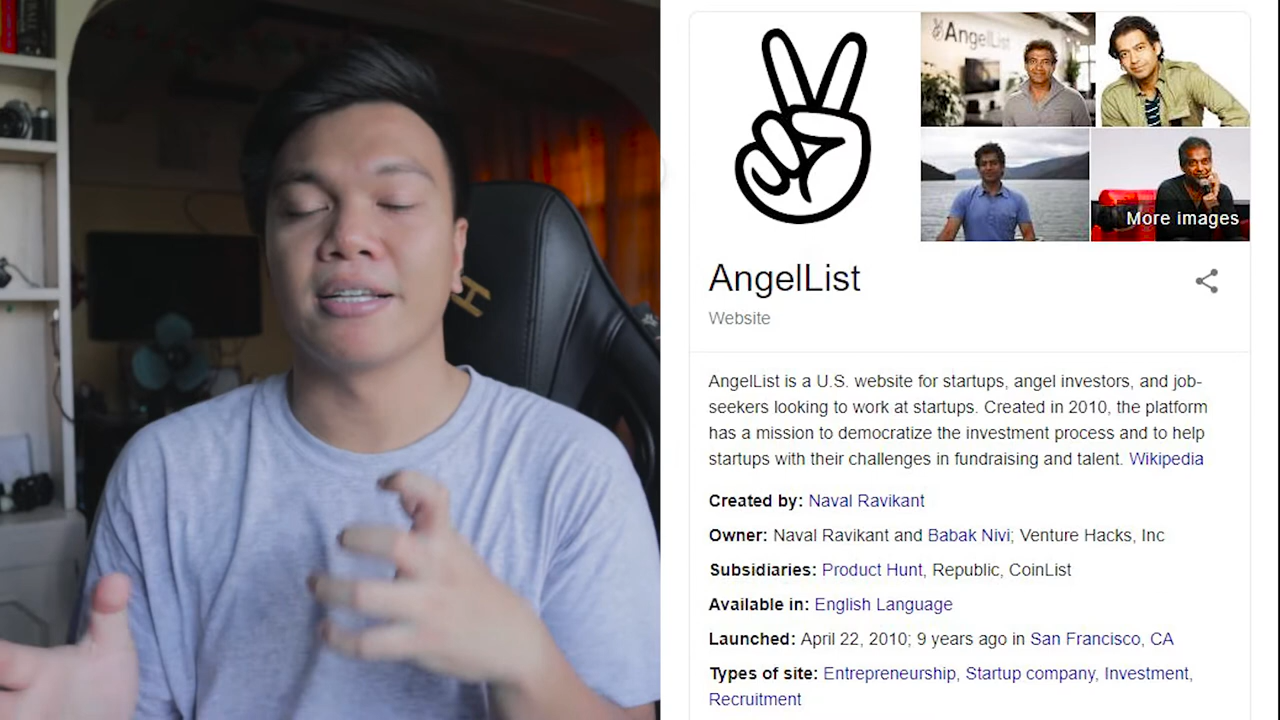 AngelList
More images
AngelList
Website
AngelList is a U.S. website for startups, angel investors, and job-
seekers looking to work at startups. Created in 2010, the platform
has a mission to democratize the investment process and to help
startups with their challenges in fundraising and talent. Wikipedia
Created by: Naval Ravikant
Owner: Naval Ravikant and Babak Nivi; Venture Hacks, Inc
Subsidiaries: Product Hunt, Republic, CoinList
Available in: English Language
Launched: April 22, 2010; 9 years ago in San Francisco, CA
Types of site: Entrepreneurship, Startup company, Investment,
Recruitment